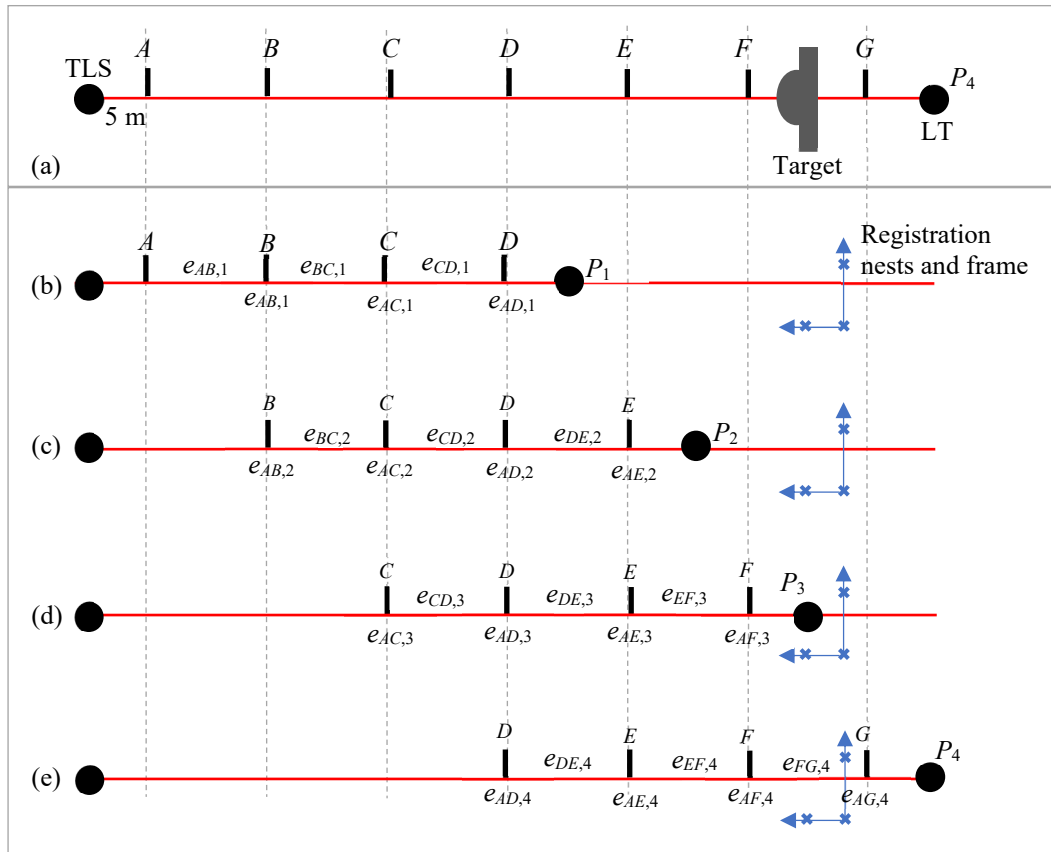 A B C D E F G
TLS P4
5 m LT
Target
(a)
A B C D Registration
eAB,1 eBC,1 eCD,1 nests and frame
(b) P1
eAB,1 eAC,1 eAD,1
B C D E
eBC,2 eCD,2 eDE,2 P2
(c)
eAB,2 eAC,2 eAD,2 eAE,2
C D E F P3
eCD,3 eDE,3 eEF,3
(d)
eAC,3 eAD,3 eAE,3 eAF,3
D E F G P4
eDE,4 eEF,4 eFG,4
(e)
eAD,4 eAE,4 eAF,4 eAG,4